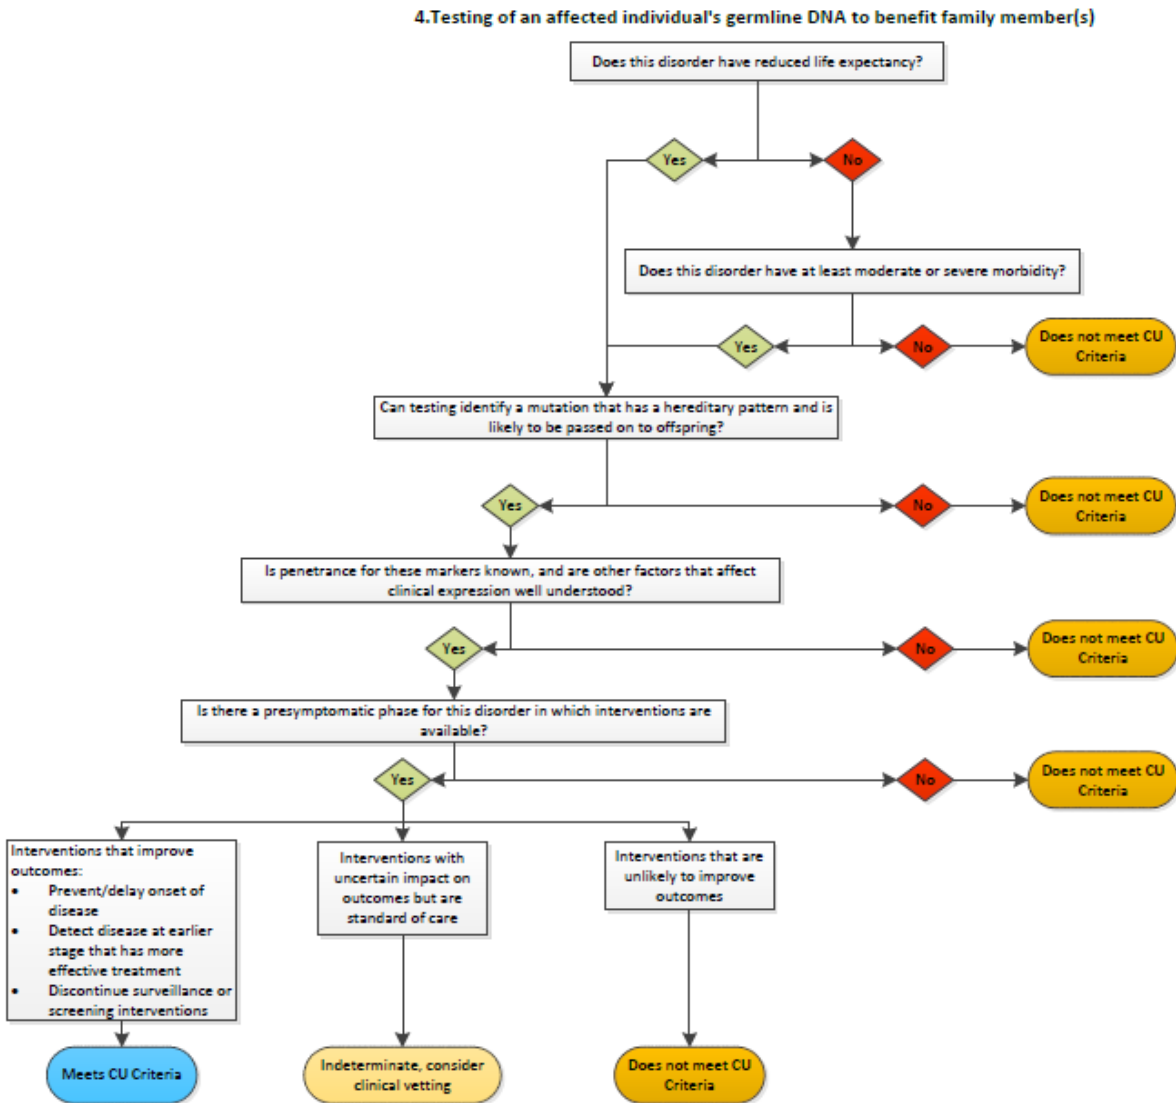 4.Testing of an affected individual's germline DNA to benefit family member(s)
Does this disorder have reduced life expectancy?
Yes
No
Does this disorder have at least moderate or severe morbidity?
Yes
No
Does not meet CU
Criteria
Can testing identify a mutation that has a hereditary pattern and is
likely to be passed on to offspring?
Yes
No
Does not meet CU
Criteria
Is penetrance for these markers known, and are other factors that affect
clinical expression well understood?
Yes
No
Does not meet CU
Criteria
Is there a presymptomatic phase for this disorder in which interventions are
available?
Yes
No
Does not meet CU
Criteria
Interventions that improve
outcomes:
• Prevent/delay onset of
disease
• Detect disease at earlier
stage that has more
effective treatment
• Discontinue surveillance or
screening interventions
Interventions with
uncertain impact on
outcomes but are
standard of care
Interventions that are
unlikely to improve
outcomes
Meets CU Criteria
Indeterminate, consider
clinical vetting
Does not meet CU
Criteria